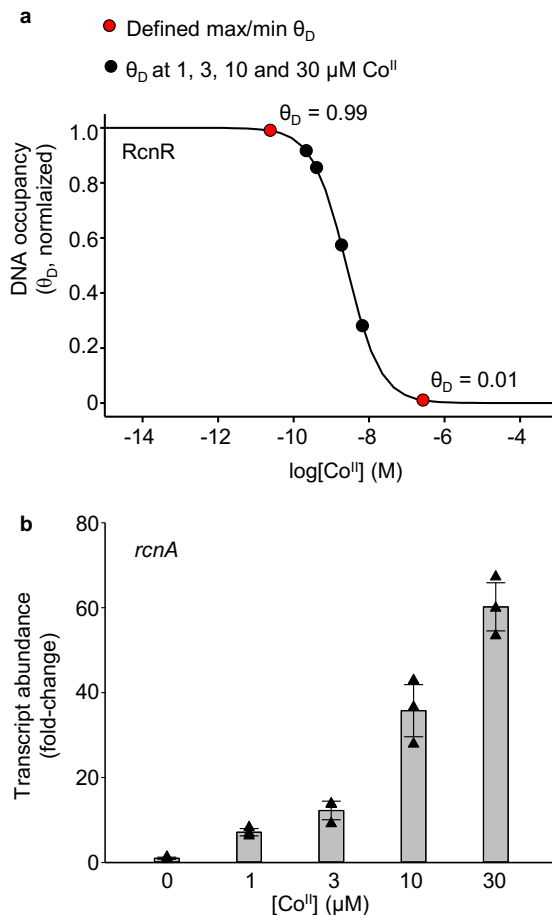 a
Defined max/min θD
θD at 1, 3, 10 and 30 µM CoII
θD = 0.99
RcnR
1.0
0.8
0.6
0.4
0.2
0
DNA occupancy
(θD, normlaized)
θD = 0.01
-14 -12 -10 -8 -6 -4
log[CoII] (M)
b
80
60
40
20
0
rcnA
Transcript abundance
(fold-change)
0 1 3 10 30
[CoII] (µM)